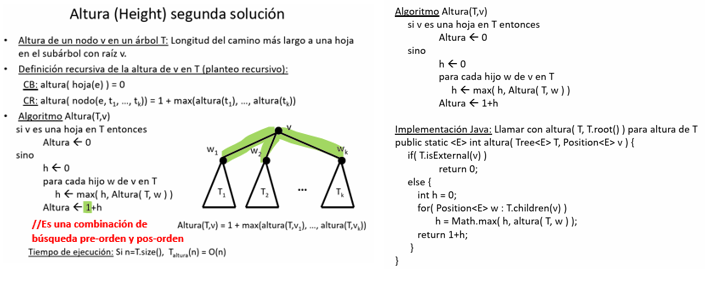 Altura (Height) segunda solución
• Altura de un nodo v en un árbol T: Longitud del camino más largo a una hoja
en el subárbol con raíz v.
• Definición recursiva de la altura de v en T (planteo recursivo):
CB: altura( hoja(e) ) = 0
CR: altura( nodo(e, t₁, ..., tₖ)) = 1 + max(altura(t₁), ..., altura(tₖ))
• Algoritmo Altura(T,v)
si v es una hoja en T entonces
Altura ← 0
sino
h ← 0
para cada hijo w de v en T
h ← max( h, Altura( T, w ) )
Altura ← 1+h
//Es una combinación de
búsqueda pre-orden y pos-orden
v
w₁ w₂ wₖ
T₁ T₂ ... Tₖ
Altura(T,v) = 1 + max(altura(T,v₁), ..., altura(T,vₖ))
Tiempo de ejecución: Si n=T.size(), Tₐₗₜᵤᵣₐ(n) = O(n)
Algoritmo Altura(T,v)
si v es una hoja en T entonces
Altura ← 0
sino
h ← 0
para cada hijo w de v en T
h ← max( h, Altura( T, w ) )
Altura ← 1+h
Implementación Java: Llamar con altura( T, T.root() ) para altura de T
public static <E> int altura( Tree<E> T, Position<E> v ) {
if( T.isExternal(v) )
return 0;
else {
int h = 0;
for( Position<E> w : T.children(v) )
h = Math.max( h, altura( T, w ) );
return 1+h;
}
}